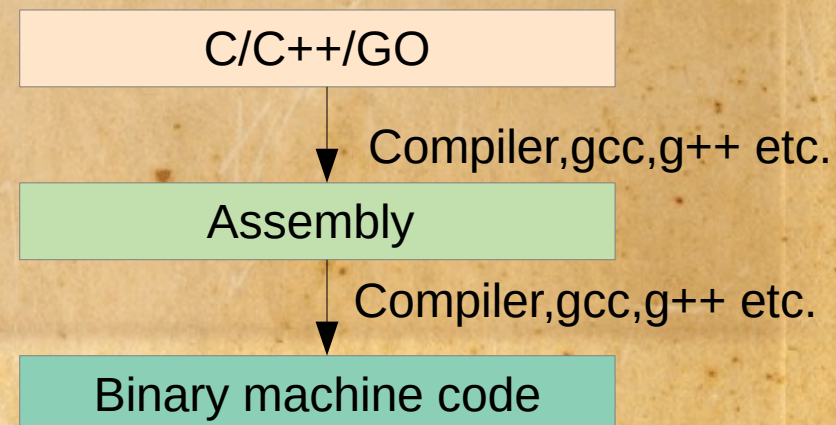 C/C++/GO
Compiler,gcc,g++ etc.
Assembly
Compiler,gcc,g++ etc.
Binary machine code